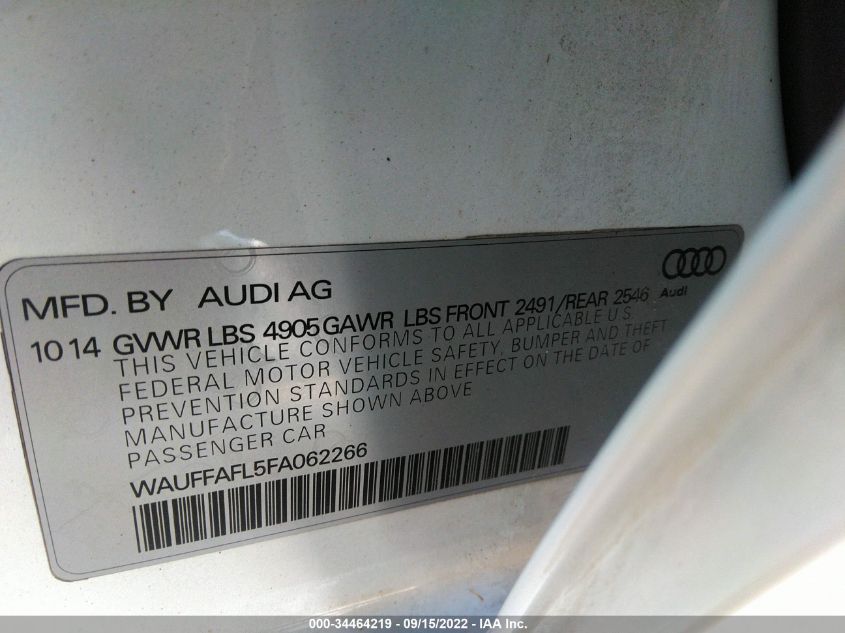 MFD. BY AUDI AG
Audi
10 14 GVWR LBS 4905 GAWR LBS FRONT 2491/REAR 2546
THIS VEHICLE CONFORMS TO ALL APPLICABLE U S
FEDERAL MOTOR VEHICLE SAFETY, BUMPER AND THEFT
PREVENTION STANDARDS IN EFFECT ON THE DATE OF
MANUFACTURE SHOWN ABOVE
PASSENGER CAR
WAUFFAFL5FA062266
000-34464219 - 09/15/2022 - IAA Inc.